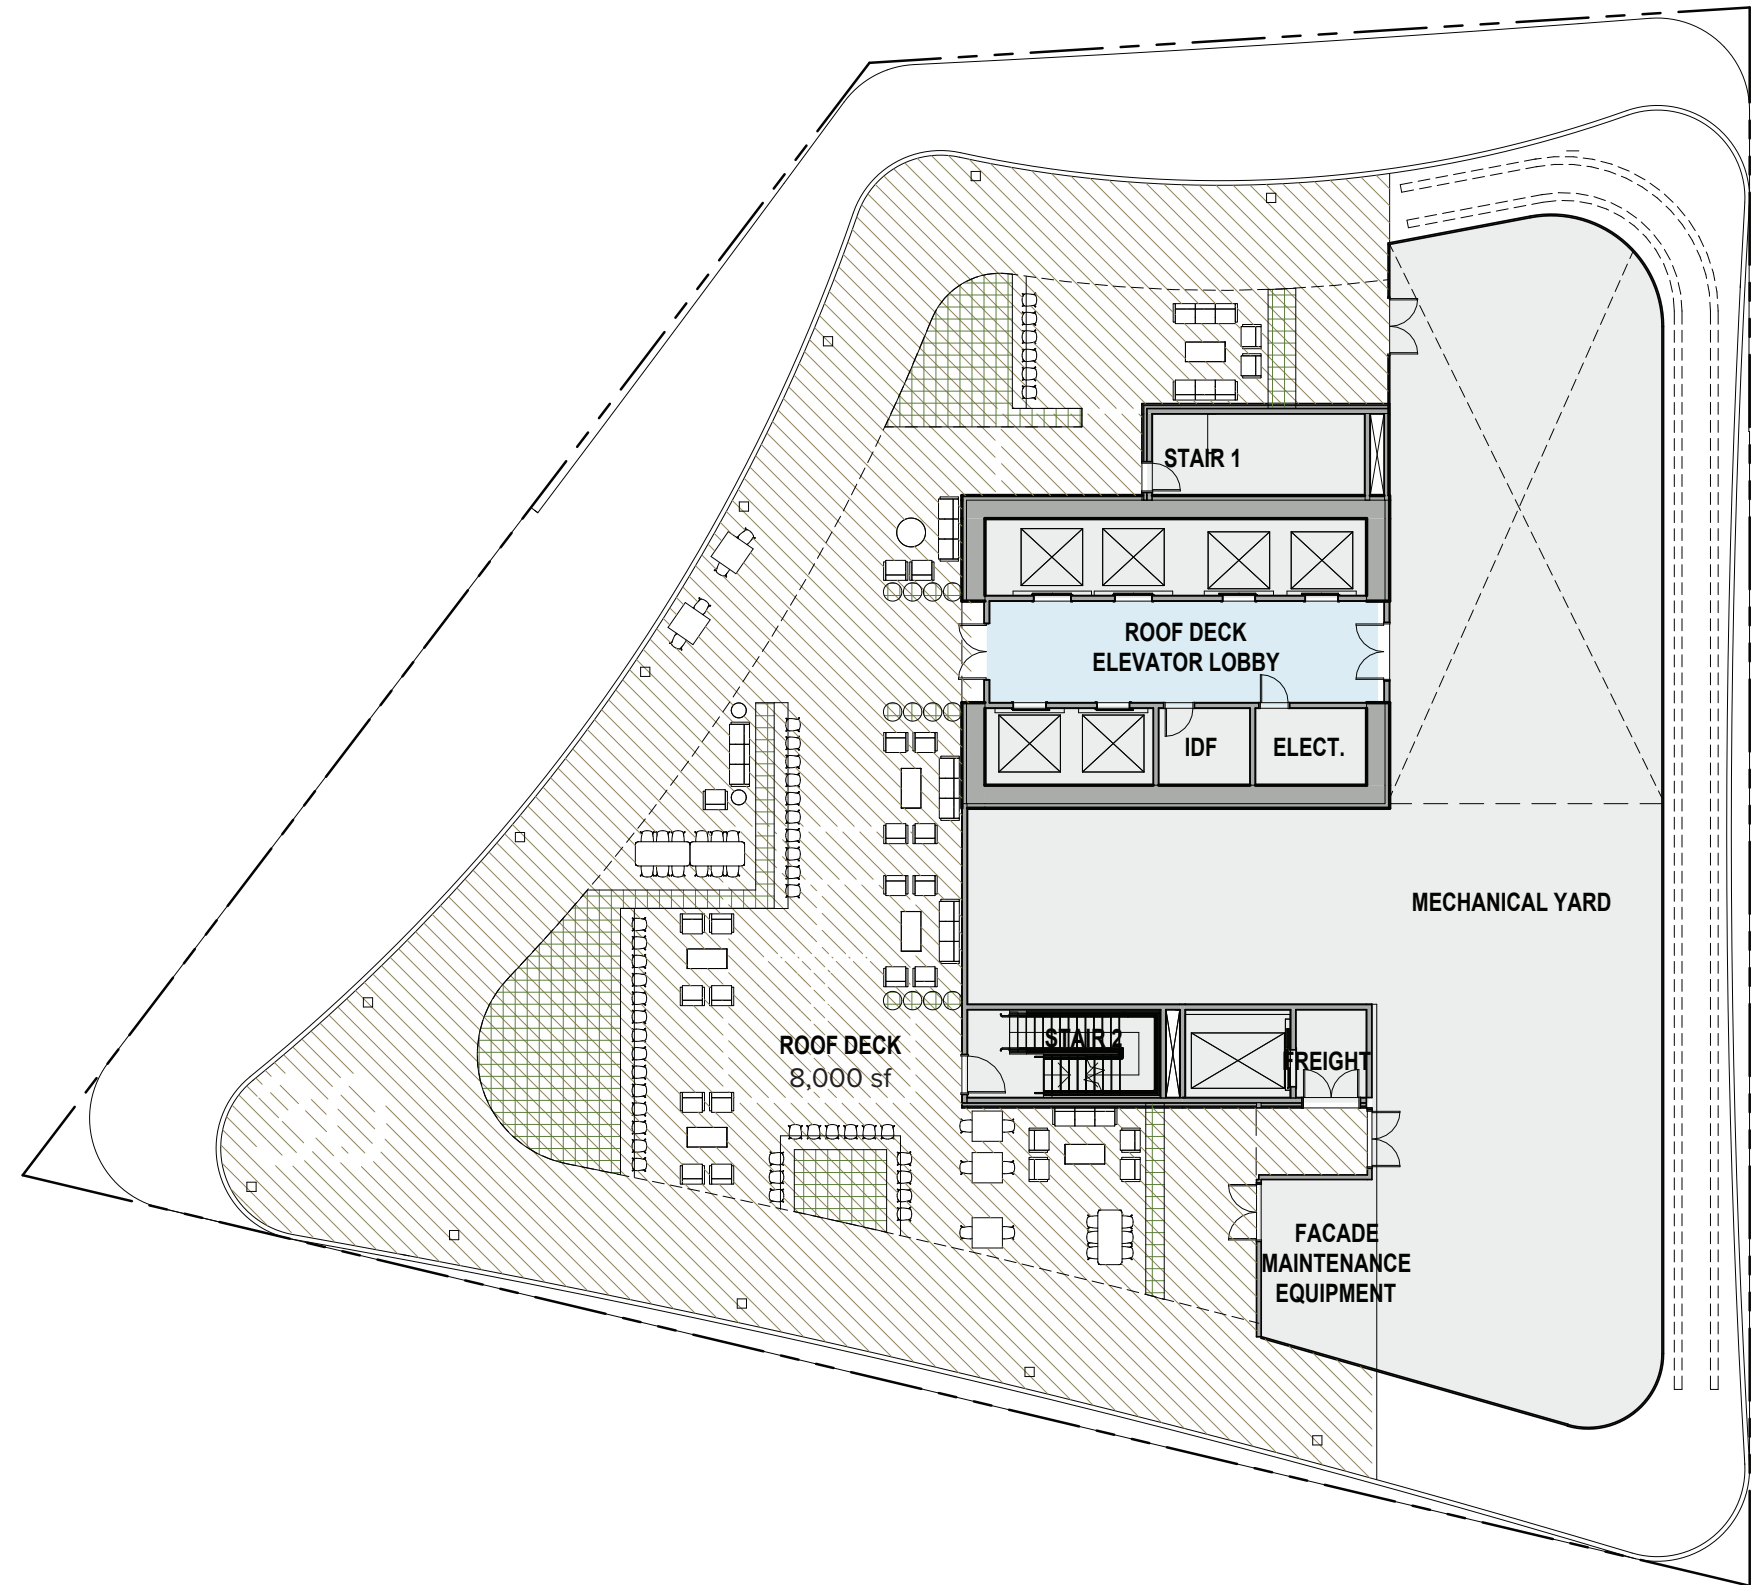 STAIR 1
ROOF DECK
ELEVATOR LOBBY
IDF
ELECT.
MECHANICAL YARD
STAIR 2
ROOF DECK
8,000 sf
FREIGHT
FACADE
MAINTENANCE
EQUIPMENT